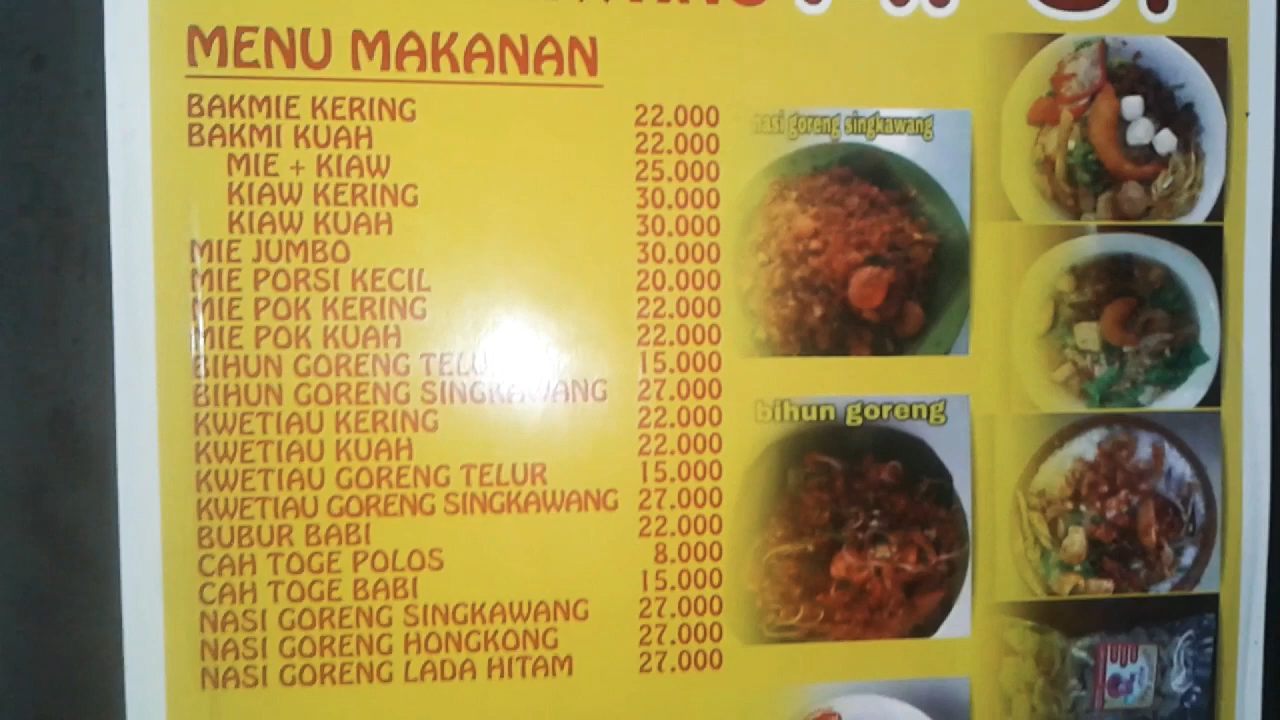 MENU MAKANAN
BAKMIE KERING 22.000
BAKMI KUAH 22.000
MIE + KIAW 25.000
KIAW KERING 30.000
KIAW KUAH 30.000
MIE JUMBO 30.000
MIE PORSI KECIL 20.000
MIE POK KERING 22.000
MIE POK KUAH 22.000
BIHUN GORENG 15.000
BIHUN GORENG SINGKAWANG 27.000
KWETIAU KERING 22.000
KWETIAU KUAH 22.000
KWETIAU GORENG TELUR 15.000
KWETIAU GORENG SINGKAWANG 27.000
BUBUR BABI 22.000
CAH TOGE POLOS 8.000
CAH TOGE BABI 15.000
NASI GORENG SINGKAWANG 27.000
NASI GORENG HONGKONG 27.000
NASI GORENG LADA HITAM 27.000
nasi goreng singkawang
bihun goreng